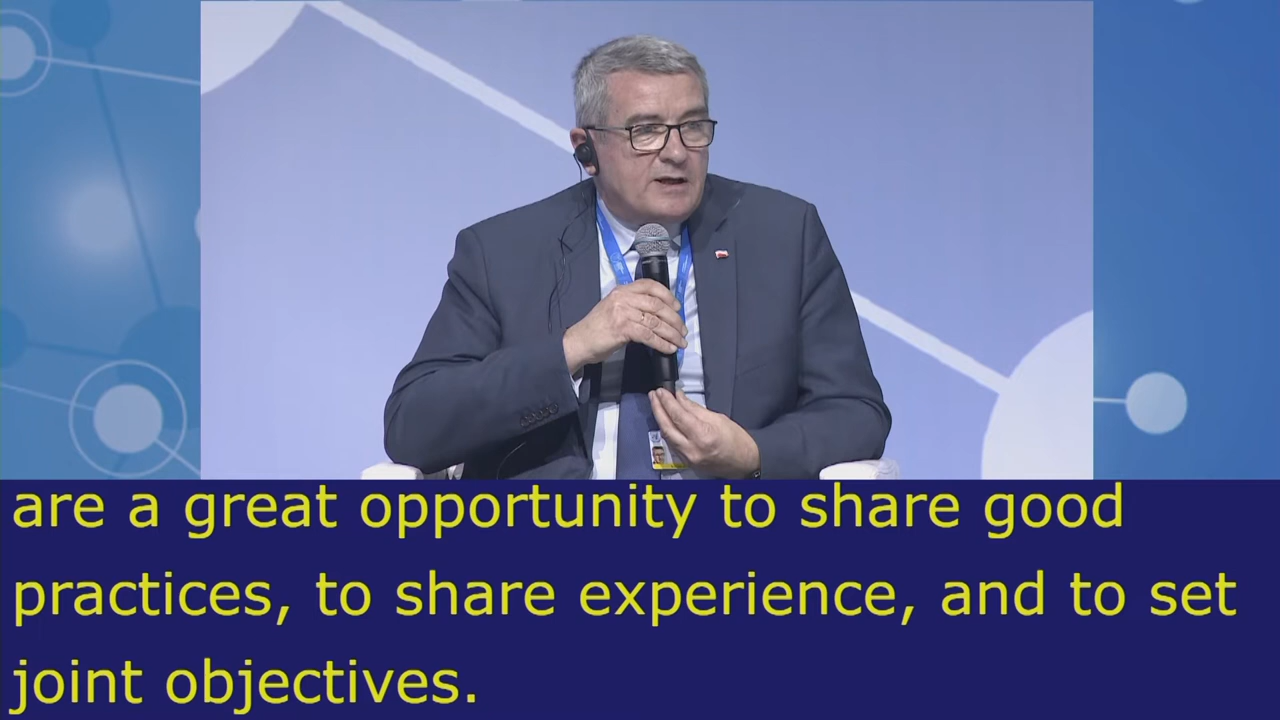 are a great opportunity to share good
practices, to share experience, and to set
joint objectives.